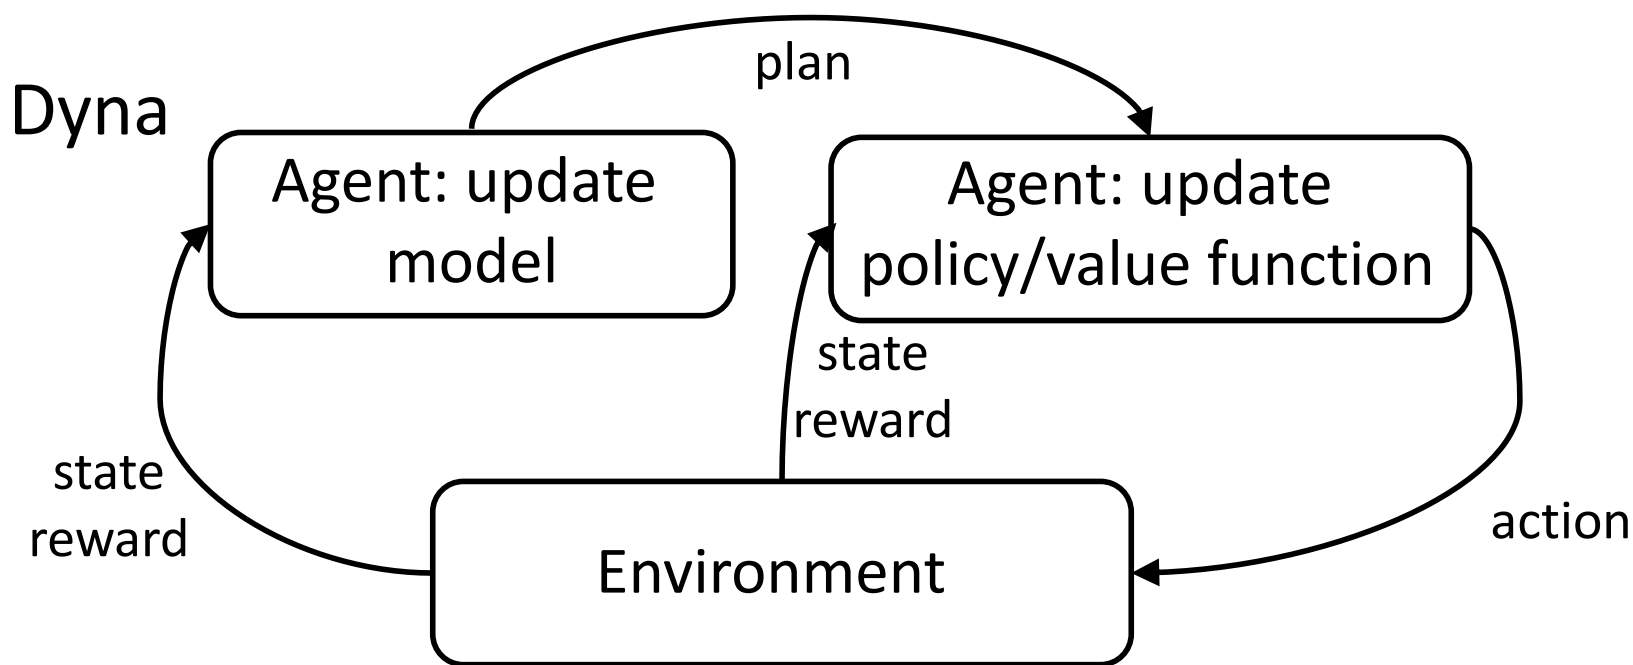 plan
Dyna
Agent: update
model
Agent: update
policy/value function
state
reward
state
reward
action
Environment